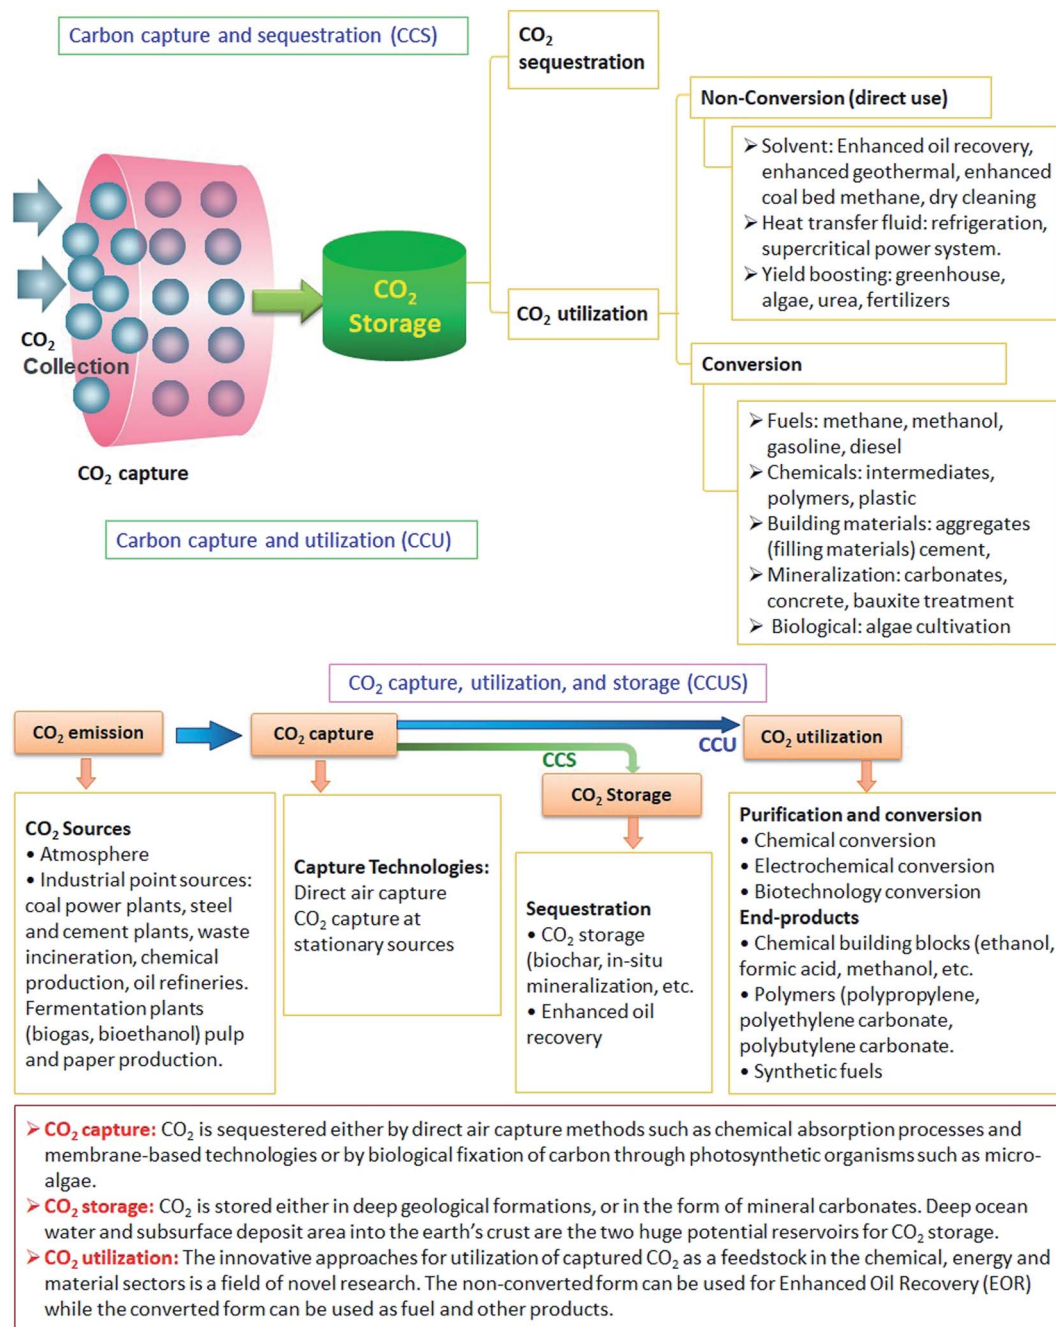 Carbon capture and sequestration (CCS)
CO₂
sequestration
Non-Conversion (direct use)
➢ Solvent: Enhanced oil recovery,
enhanced geothermal, enhanced
coal bed methane, dry cleaning
➢ Heat transfer fluid: refrigeration,
supercritical power system.
➢ Yield boosting: greenhouse,
algae, urea, fertilizers
CO₂
Storage
CO₂ utilization
CO₂
Collection
CO₂ capture
Conversion
➢ Fuels: methane, methanol,
gasoline, diesel
➢ Chemicals: intermediates,
polymers, plastic
➢ Building materials: aggregates
(filling materials) cement,
➢ Mineralization: carbonates,
concrete, bauxite treatment
➢ Biological: algae cultivation
Carbon capture and utilization (CCU)
CO₂ capture, utilization, and storage (CCUS)
CO₂ emission
CO₂ capture
CCU
CO₂ utilization
CCS
CO₂ Storage
CO₂ Sources
• Atmosphere
• Industrial point sources:
coal power plants, steel
and cement plants, waste
incineration, chemical
production, oil refineries.
Fermentation plants
(biogas, bioethanol) pulp
and paper production.
Capture Technologies:
Direct air capture
CO₂ capture at
stationary sources
Sequestration
• CO₂ storage
(biochar, in-situ
mineralization, etc.
• Enhanced oil
recovery
Purification and conversion
• Chemical conversion
• Electrochemical conversion
• Biotechnology conversion
End-products
• Chemical building blocks (ethanol,
formic acid, methanol, etc.
• Polymers (polypropylene,
polyethylene carbonate,
polybutylene carbonate.
• Synthetic fuels
➢ CO₂ capture: CO₂ is sequestered either by direct air capture methods such as chemical absorption processes and
membrane-based technologies or by biological fixation of carbon through photosynthetic organisms such as micro-
algae.
➢ CO₂ storage: CO₂ is stored either in deep geological formations, or in the form of mineral carbonates. Deep ocean
water and subsurface deposit area into the earth's crust are the two huge potential reservoirs for CO₂ storage.
➢ CO₂ utilization: The innovative approaches for utilization of captured CO₂ as a feedstock in the chemical, energy and
material sectors is a field of novel research. The non-converted form can be used for Enhanced Oil Recovery (EOR)
while the converted form can be used as fuel and other products.